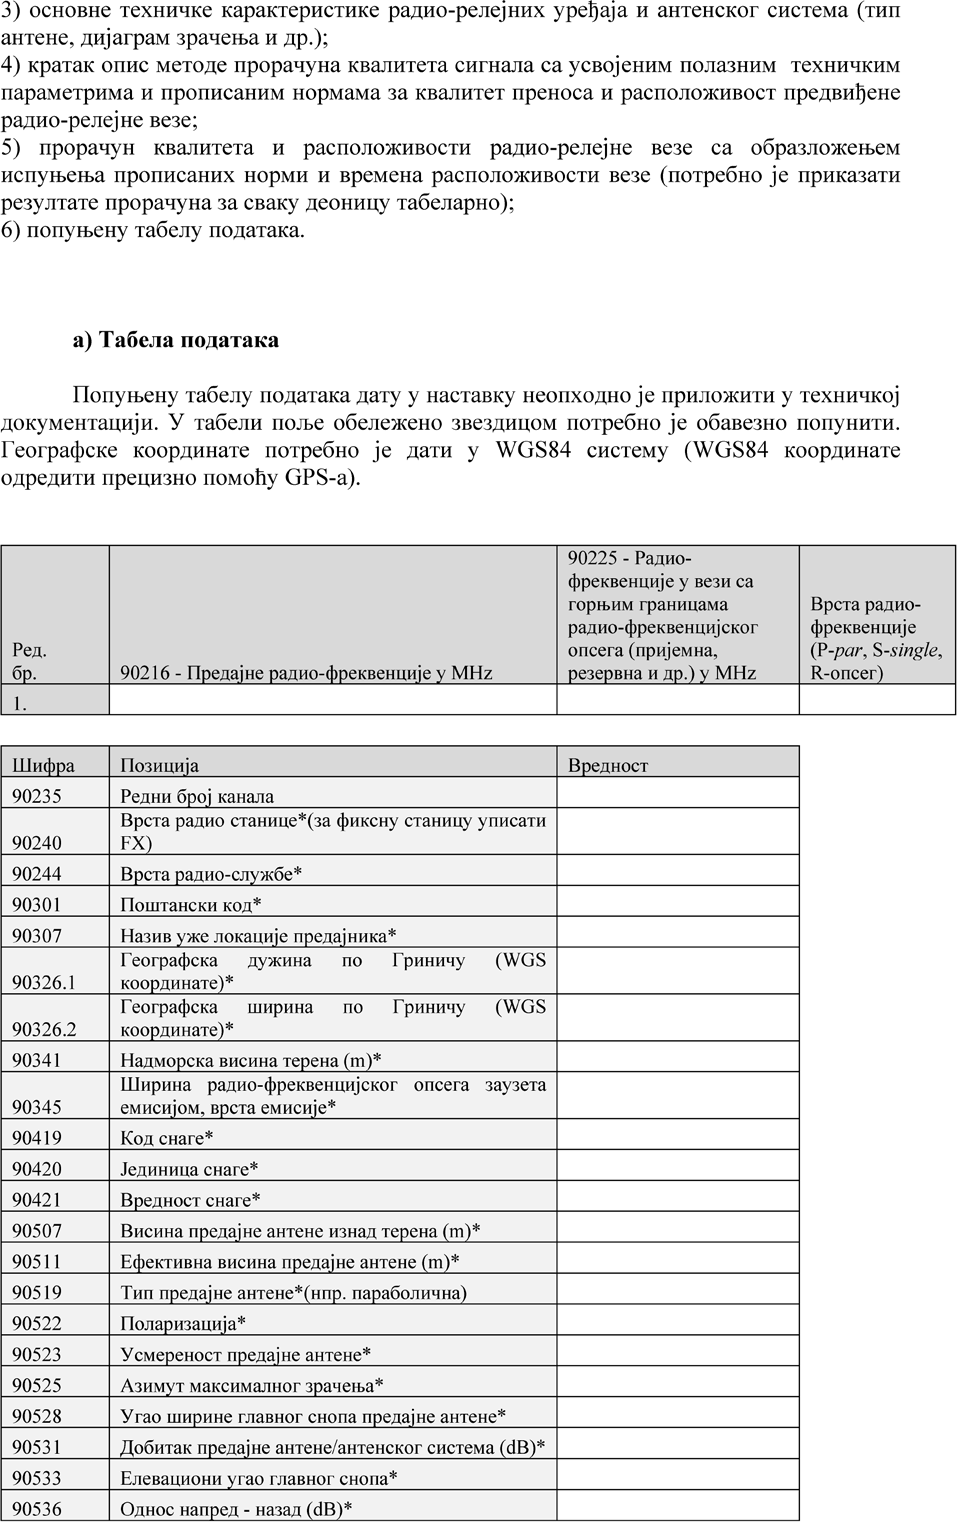 3) основне техничке карактеристике радио-релејних уређаја и антенског система (тип
антене, дијаграм зрачења и др.);
4) кратак опис методе прорачуна квалитета сигнала са усвојеним полазним техничким
параметрима и прописаним нормама за квалитет преноса и расположивост предвиђене
радио-релејне везе;
5) прорачун квалитета и расположивости радио-релејне везе са образложењем
испуњења прописаних норми и времена расположивости везе (потребно је приказати
резултате прорачуна за сваку деоницу табеларно);
6) попуњену табелу података.
а) Табела података
Попуњену табелу података дату у наставку неопходно је приложити у техничкој
документацији. У табели поље обележено звездицом потребно је обавезно попунити.
Географске координате потребно је дати у WGS84 систему (WGS84 координате
одредити прецизно помоћу GPS-а).
Ред.
бр.
90216 - Предајне радио-фреквенције у MHz
90225 - Радио-
фреквенције у вези са
горњим границама
радио-фреквенцијског
опсега (пријемна,
резервна и др.) у MHz
Врста радио-
фреквенције
(P-par, S-single,
R-опсег)
1.
Шифра Позиција Вредност
90235 Редни број канала
90240 Врста радио станице*(за фиксну станицу уписати
FX)
90244 Врста радио-службе*
90301 Поштански код*
90307 Назив уже локације предајника*
90326.1 Географска дужина по Гриничу (WGS
координате)*
90326.2 Географска ширина по Гриничу (WGS
координате)*
90341 Надморска висина терена (m)*
90345 Ширина радио-фреквенцијског опсега заузета
емисијом, врста емисије*
90419 Код снаге*
90420 Јединица снаге*
90421 Вредност снаге*
90507 Висина предајне антене изнад терена (m)*
90511 Ефективна висина предајне антене (m)*
90519 Тип предајне антене*(нпр. параболична)
90522 Поларизација*
90523 Усмереност предајне антене*
90525 Азимут максималног зрачења*
90528 Угао ширине главног снопа предајне антене*
90531 Добитак предајне антене/антенског система (dB)*
90533 Елевациони угао главног снопа*
90536 Однос напред - назад (dB)*